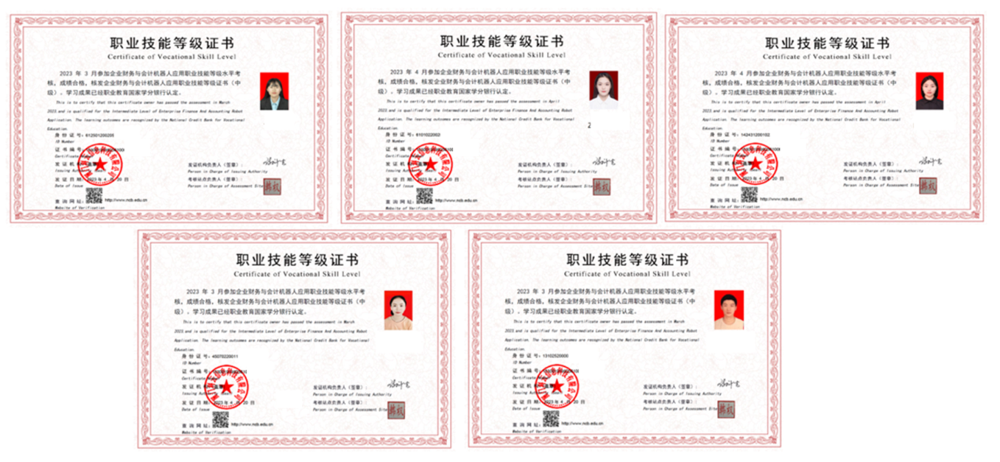 职业技能等级证书
Certificate of Vocational Skill Level
2023 年 3 月参加企业财务与会计机器人应用职业技能等级水平考
核，成绩合格，核发企业财务与会计机器人应用职业技能等级证书（中
级）。学习成果已经职业教育国家学分银行认定。
This is to certify that this certificate owner has passed the assessment in March
2023 and is qualified for the Intermediate Level of Enterprise Finance And Accounting Robot
Application. The learning outcomes are recognized by the National Credit Bank for Vocational
Education.
身 份 证 号:
ID Number
证 书 编 号:
Certificate
发 证 机
Issuing
发 证 日 期: 2023 年 4 月 20 日
Date of Issue
查 询 网 址:
http://www.ncb.edu.cn
Website of Verification
发证机构负责人（签章）:
Person in Charge of Issuing Authority
考核站点负责人（签章）:
Person in Charge of Assessment Site
职业技能等级证书
Certificate of Vocational Skill Level
2023 年 4 月参加企业财务与会计机器人应用职业技能等级水平考
核，成绩合格，核发企业财务与会计机器人应用职业技能等级证书（中
级）。学习成果已经职业教育国家学分银行认定。
This is to certify that this certificate owner has passed the assessment in April
2023 and is qualified for the Intermediate Level of Enterprise Finance And Accounting Robot
Application. The learning outcomes are recognized by the National Credit Bank for Vocational
Education.
2
身 份 证 号:
ID Number
证 书 编 号:
Certificate
发 证 机
Issuing
发 证 日 期: 2023 年 4 月 20 日
Date of Issue
查 询 网 址:
http://www.ncb.edu.cn
Website of Verification
发证机构负责人（签章）:
Person in Charge of Issuing Authority
考核站点负责人（签章）:
Person in Charge of Assessment Site
职业技能等级证书
Certificate of Vocational Skill Level
2023 年 4 月参加企业财务与会计机器人应用职业技能等级水平考
核，成绩合格，核发企业财务与会计机器人应用职业技能等级证书（中
级）。学习成果已经职业教育国家学分银行认定。
This is to certify that this certificate owner has passed the assessment in April
2023 and is qualified for the Intermediate Level of Enterprise Finance And Accounting Robot
Application. The learning outcomes are recognized by the National Credit Bank for Vocational
Education.
身 份 证 号:
ID Number
证 书 编 号:
Certificate
发 证 机
Issuing
发 证 日 期: 2023 年 4 月 20 日
Date of Issue
查 询 网 址:
http://www.ncb.edu.cn
Website of Verification
发证机构负责人（签章）:
Person in Charge of Issuing Authority
考核站点负责人（签章）:
Person in Charge of Assessment Site
职业技能等级证书
Certificate of Vocational Skill Level
2023 年 3 月参加企业财务与会计机器人应用职业技能等级水平考
核，成绩合格，核发企业财务与会计机器人应用职业技能等级证书（中
级）。学习成果已经职业教育国家学分银行认定。
This is to certify that this certificate owner has passed the assessment in March
2023 and is qualified for the Intermediate Level of Enterprise Finance And Accounting Robot
Application. The learning outcomes are recognized by the National Credit Bank for Vocational
Education.
身 份 证 号:
ID Number
证 书 编 号:
Certificate
发 证 机
Issuing
发 证 日 期: 2023 年 4 月 20 日
Date of Issue
查 询 网 址:
http://www.ncb.edu.cn
Website of Verification
发证机构负责人（签章）:
Person in Charge of Issuing Authority
考核站点负责人（签章）:
Person in Charge of Assessment Site
职业技能等级证书
Certificate of Vocational Skill Level
2023 年 3 月参加企业财务与会计机器人应用职业技能等级水平考
核，成绩合格，核发企业财务与会计机器人应用职业技能等级证书（中
级）。学习成果已经职业教育国家学分银行认定。
This is to certify that this certificate owner has passed the assessment in March
2023 and is qualified for the Intermediate Level of Enterprise Finance And Accounting Robot
Application. The learning outcomes are recognized by the National Credit Bank for Vocational
Education.
身 份 证 号:
ID Number
证 书 编 号:
Certificate
发 证 机
Issuing
发 证 日 期: 2023 年 4 月 20 日
Date of Issue
查 询 网 址:
http://www.ncb.edu.cn
Website of Verification
发证机构负责人（签章）:
Person in Charge of Issuing Authority
考核站点负责人（签章）:
Person in Charge of Assessment Site